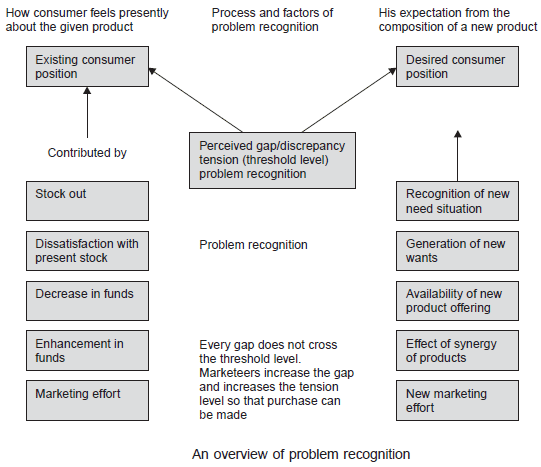 How consumer feels presently
about the given product
Process and factors of
problem recognition
His expectation from the
composition of a new product
Existing consumer
position
Desired consumer
position
Contributed by
Perceived gap/discrepancy
tension (threshold level)
problem recognition
Stock out
Recognition of new
need situation
Dissatisfaction with
present stock
Problem recognition
Generation of new
wants
Decrease in funds
Availability of new
product offering
Enhancement in
funds
Every gap does not cross
the threshold level.
Marketeers increase the gap
and increases the tension
level so that purchase can
be made
Effect of synergy
of products
Marketing effort
New marketing
effort
An overview of problem recognition